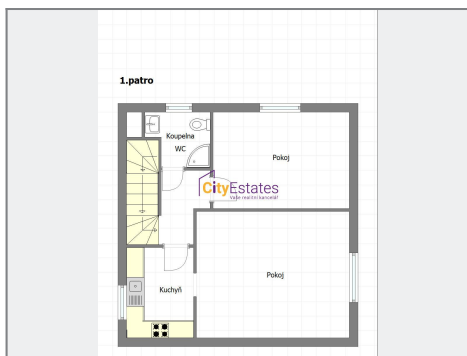 1.patro
Koupelna
WC
Pokoj
CityEstates
Vaše realitní kancelář
Pokoj
Kuchyň